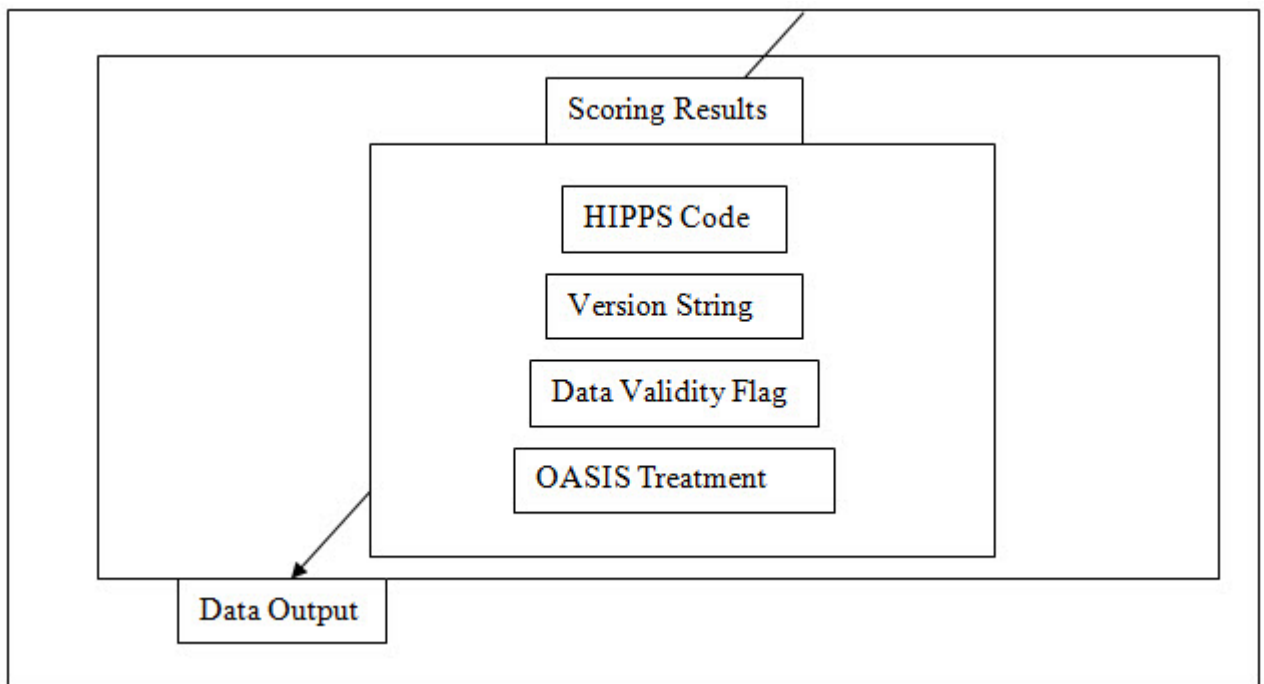 Scoring Results
HIPPS Code
Version String
Data Validity Flag
OASIS Treatment
Data Output